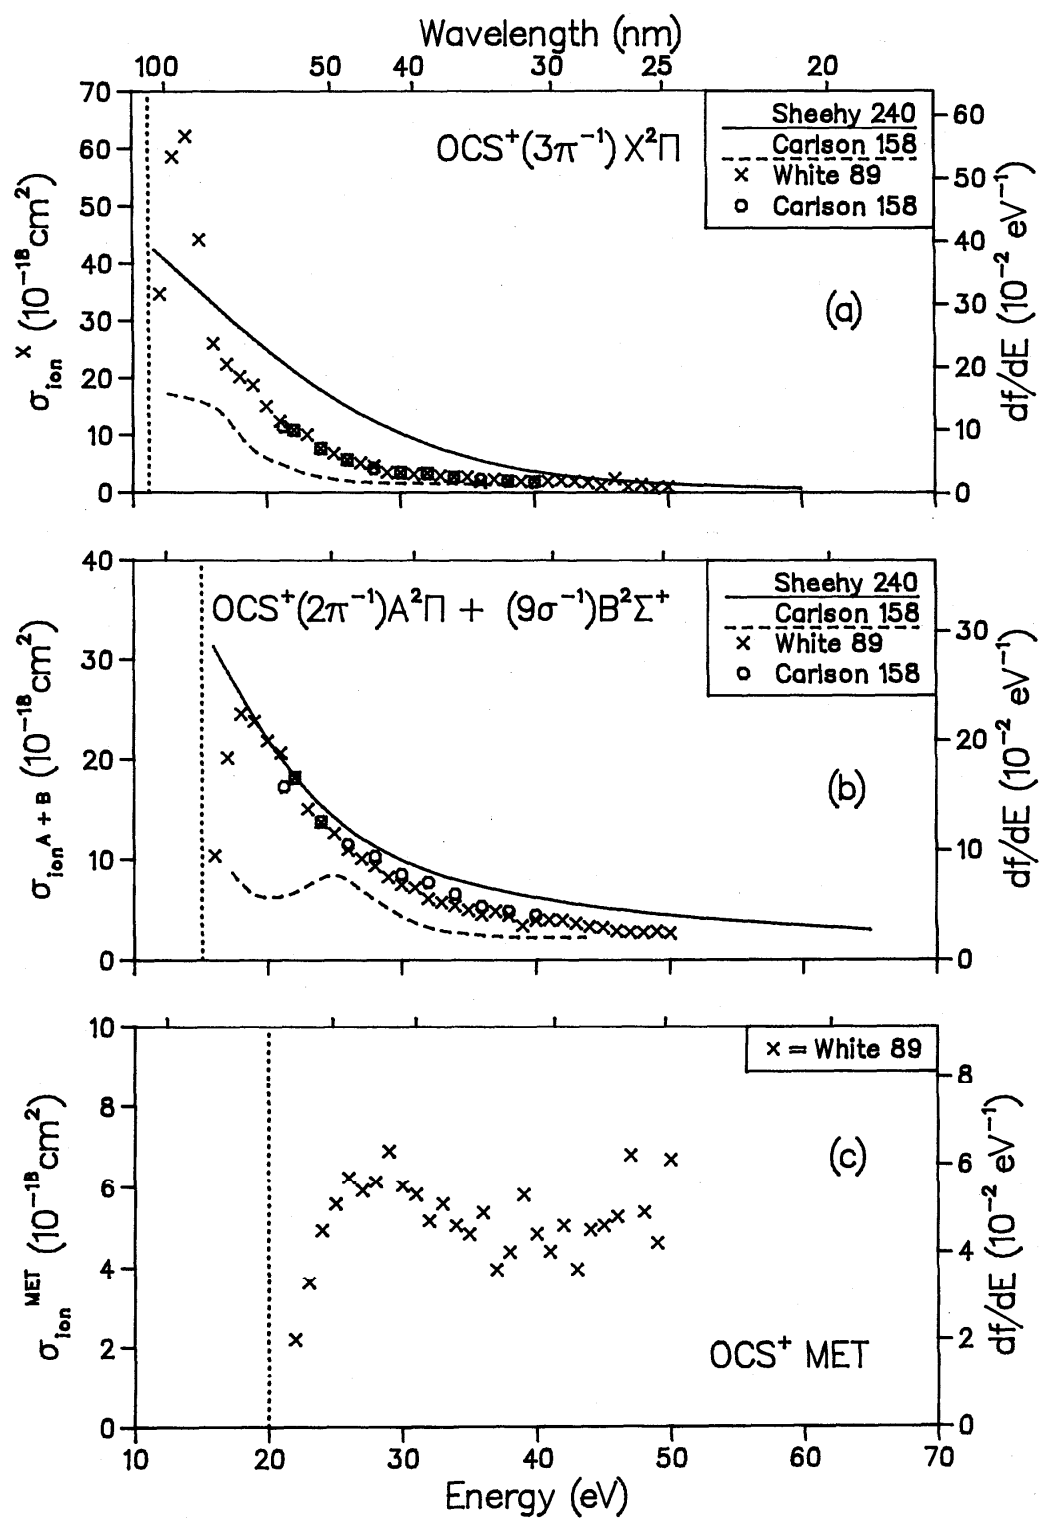 Wavelength (nm)
100 50 40 30 25 20
70
60
50
40
30
20
10
0
σion^X (10⁻¹⁸cm²)
OCS⁺(3π⁻¹) X²Π
Sheehy 240
Carlson 158
× White 89
o Carlson 158
(a)
60
50
40
30
20
10
0
df/dE (10⁻² eV⁻¹)
40
30
20
10
0
σion^A + B (10⁻¹⁸cm²)
OCS⁺(2π⁻¹)A²Π + (9σ⁻¹)B²Σ⁺
Sheehy 240
Carlson 158
× White 89
o Carlson 158
(b)
30
20
10
0
df/dE (10⁻² eV⁻¹)
10
8
6
4
2
0
σion^MET (10⁻¹⁸cm²)
× = White 89
(c)
OCS⁺ MET
8
6
4
2
0
df/dE (10⁻² eV⁻¹)
10 20 30 40 50 60 70
Energy (eV)